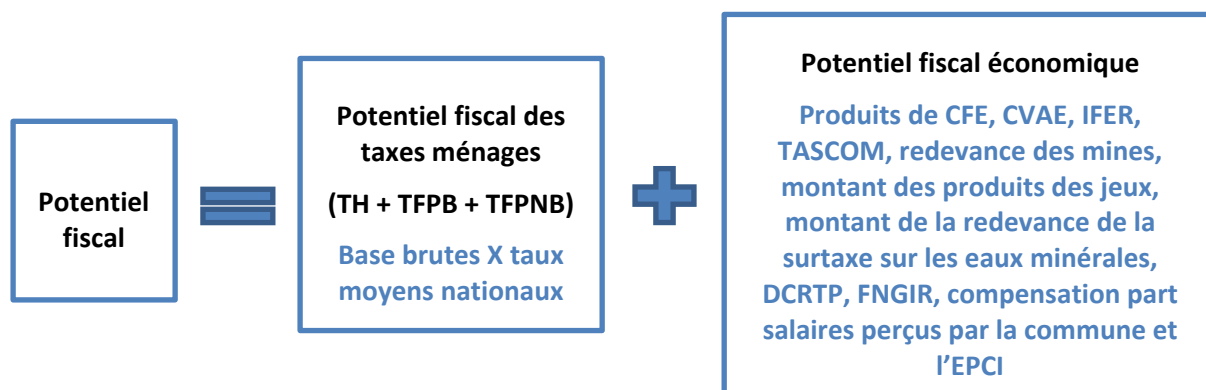 Potentiel
fiscal
Potentiel fiscal des
taxes ménages
(TH + TFPB + TFPNB)
Base brutes X taux
moyens nationaux
Potentiel fiscal économique
Produits de CFE, CVAE, IFER,
TASCOM, redevance des mines,
montant des produits des jeux,
montant de la redevance de la
surtaxe sur les eaux minérales,
DCRTP, FNGIR, compensation part
salaires perçus par la commune et
l’EPCI